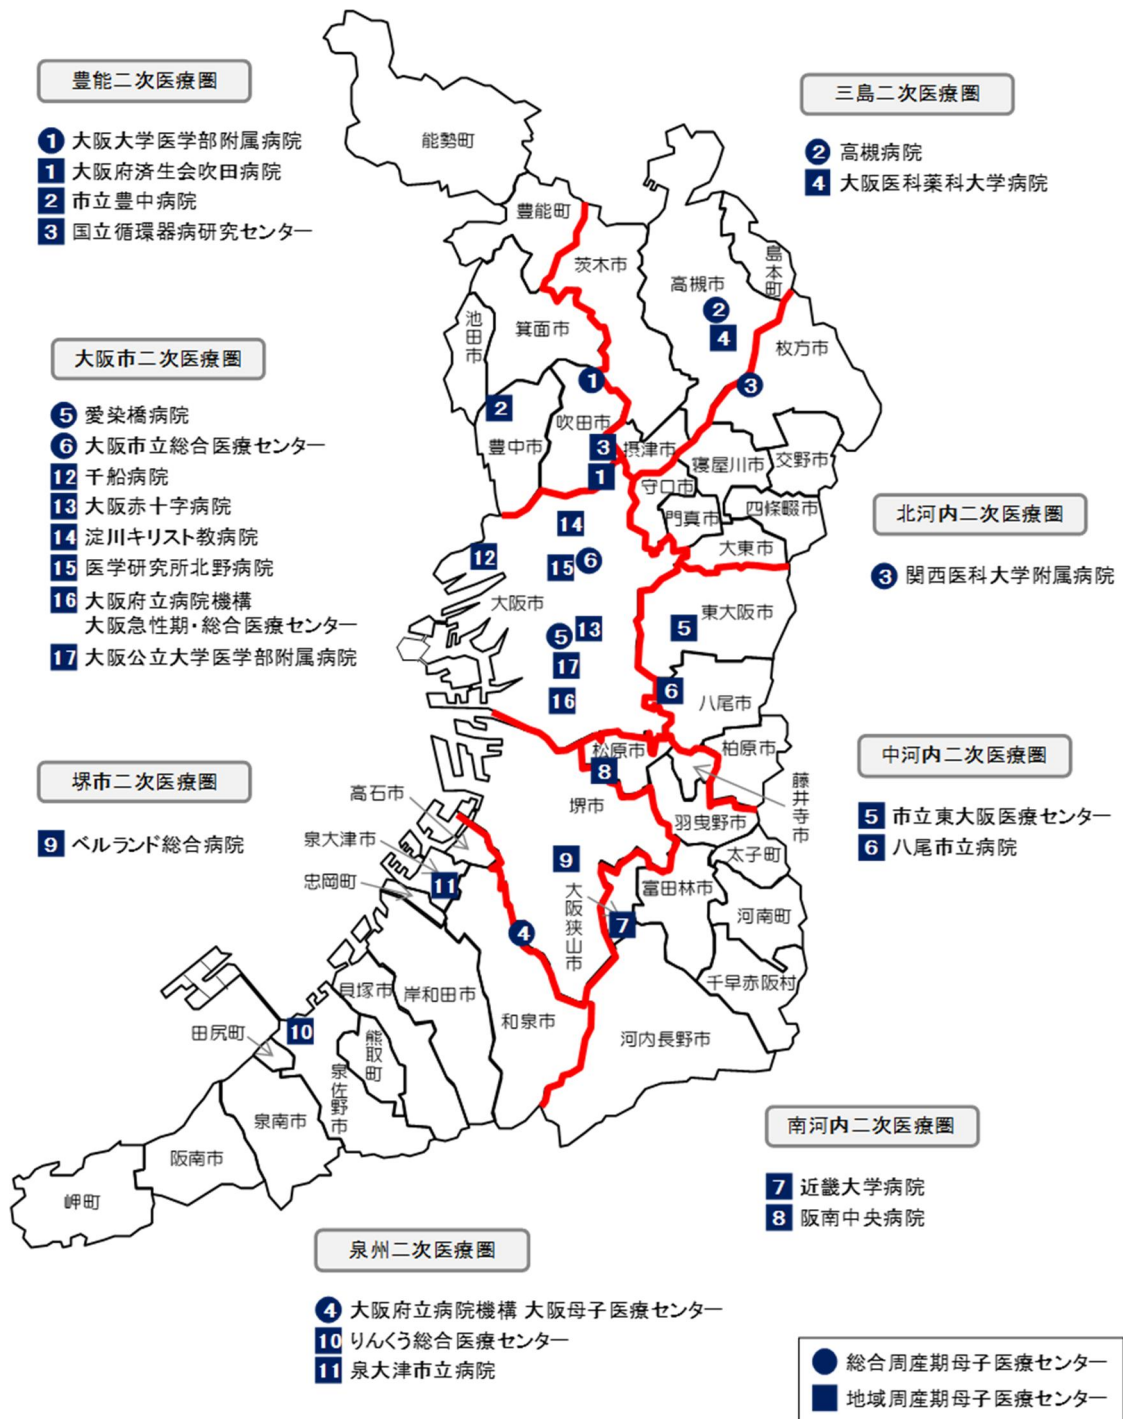 豊能二次医療圏
1 大阪大学医学部附属病院
1 大阪府済生会吹田病院
2 市立豊中病院
3 国立循環器病研究センター
三島二次医療圏
2 高槻病院
4 大阪医科薬科大学病院
大阪市二次医療圏
5 愛染橋病院
6 大阪市立総合医療センター
12 千船病院
13 大阪赤十字病院
14 淀川キリスト教病院
15 医学研究所北野病院
16 大阪府立病院機構
大阪急性期・総合医療センター
17 大阪公立大学医学部附属病院
北河内二次医療圏
3 関西医科大学附属病院
堺市二次医療圏
9 ベルランド総合病院
中河内二次医療圏
5 市立東大阪医療センター
6 八尾市立病院
南河内二次医療圏
7 近畿大学病院
8 阪南中央病院
泉州二次医療圏
4 大阪府立病院機構 大阪母子医療センター
10 りんくう総合医療センター
11 泉大津市立病院
総合周産期母子医療センター
地域周産期母子医療センター
能勢町
豊能町
茨木市
高槻市
島本町
2
4
池田市
箕面市
枚方市
1
3
2
吹田市
豊中市
3
摂津市
寝屋川市
交野市
1
守口市
門真市
四條畷市
14
大東市
12
15
6
大阪市
東大阪市
5
13
5
17
16
6
八尾市
松原市
柏原市
8
藤井寺市
堺市
高石市
羽曳野市
泉大津市
太子町
9
忠岡町
11
大阪狭山市
富田林市
河南町
7
4
千早赤阪村
貝塚市
岸和田市
和泉市
田尻町
10
熊取町
河内長野市
泉佐野市
泉南市
阪南市
岬町